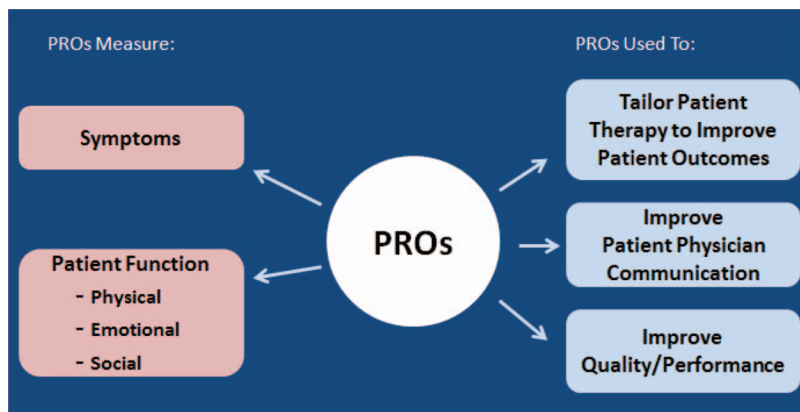 PROs Measure:
Symptoms
Patient Function
- Physical
- Emotional
- Social
PROs
PROs Used To:
Tailor Patient
Therapy to Improve
Patient Outcomes
Improve
Patient Physician
Communication
Improve
Quality/Performance